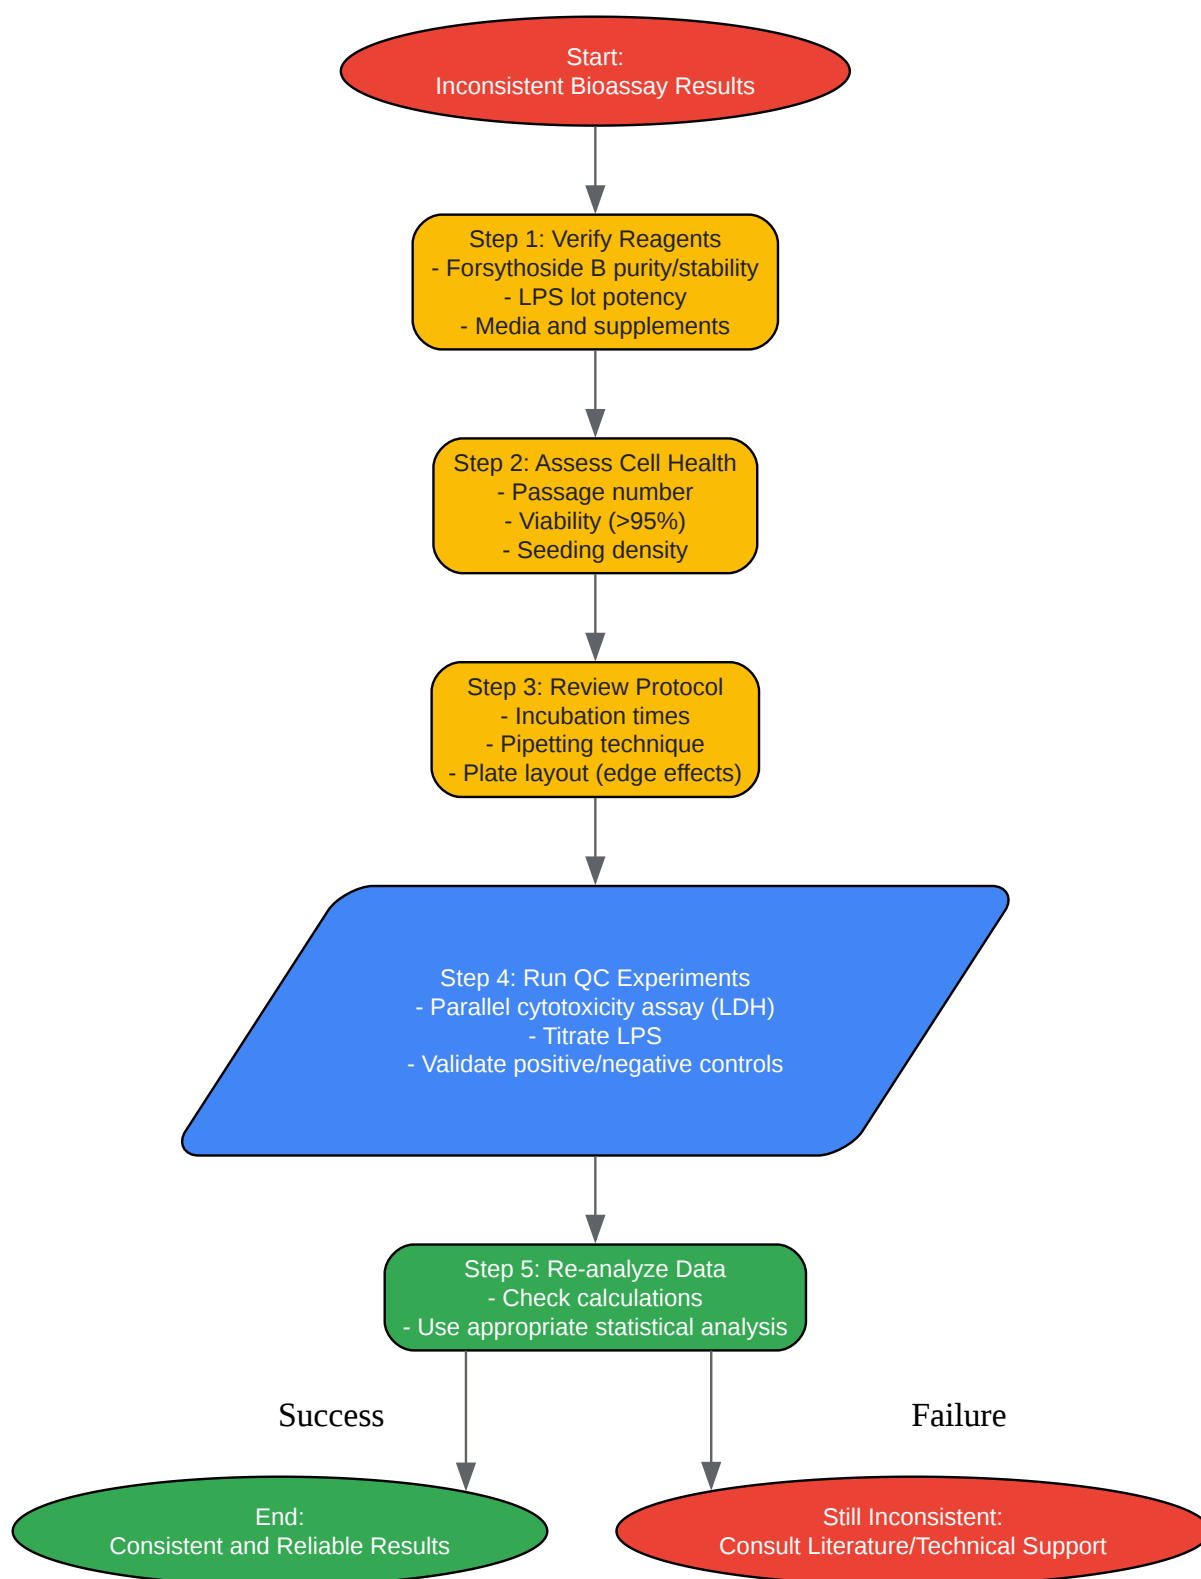 Start:
Inconsistent Bioassay Results
Step 1: Verify Reagents
- Forsythoside B purity/stability
- LPS lot potency
- Media and supplements
Step 2: Assess Cell Health
- Passage number
- Viability (>95%)
- Seeding density
Step 3: Review Protocol
- Incubation times
- Pipetting technique
- Plate layout (edge effects)
Step 4: Run QC Experiments
- Parallel cytotoxicity assay (LDH)
- Titrate LPS
- Validate positive/negative controls
Step 5: Re-analyze Data
- Check calculations
- Use appropriate statistical analysis
Success
Failure
End:
Consistent and Reliable Results
Still Inconsistent:
Consult Literature/Technical Support